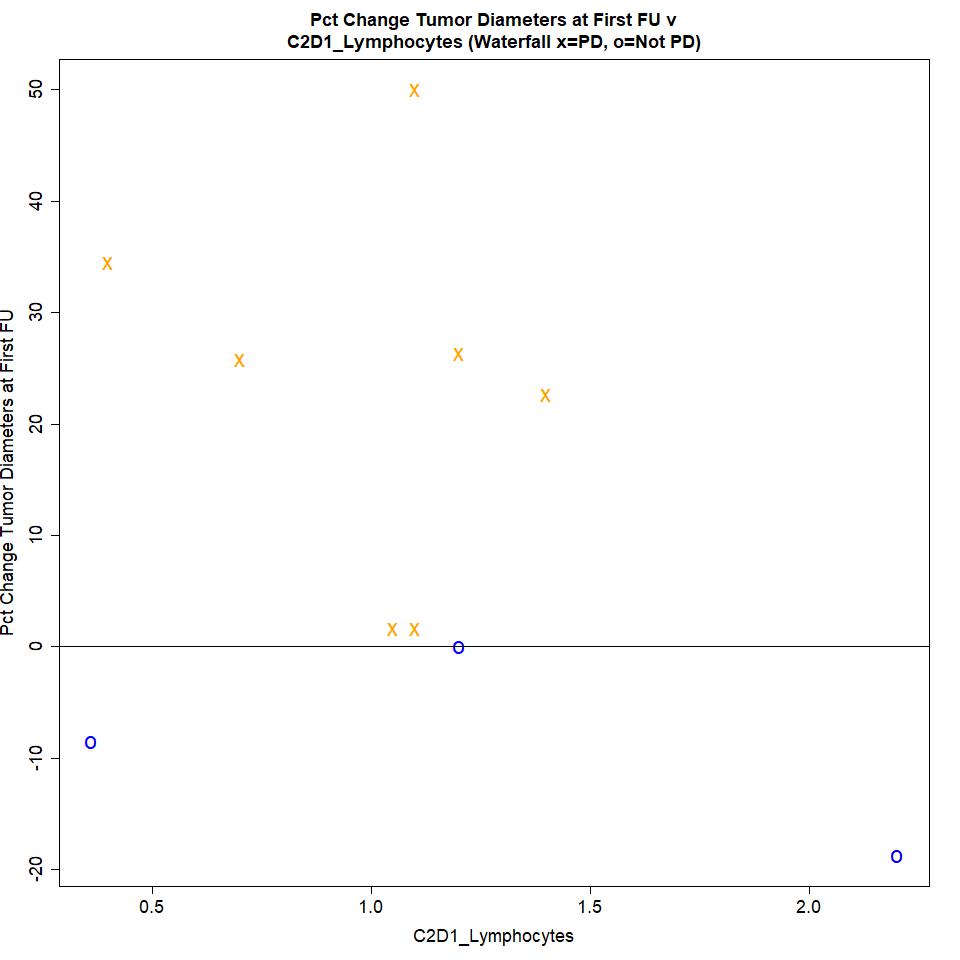 Pct Change Tumor Diameters at First FU v
C2D1_Lymphocytes (Waterfall x=PD, o=Not PD)
Pct Change Tumor Diameters at First FU
50
40
30
20
10
0
-10
-20
X
X
X
X
X
X X
O
O
O
0.5 1.0 1.5 2.0
C2D1_Lymphocytes